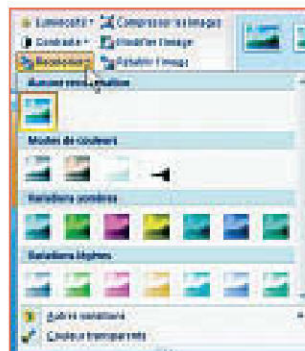 Luminosité Compresser les images
Contraste Modifier l'image
Recolorier Rétablir l'image
Aucune recoloration
Modes de couleurs
Variations sombres
Variations légères
Autres variations
Couleur transparente